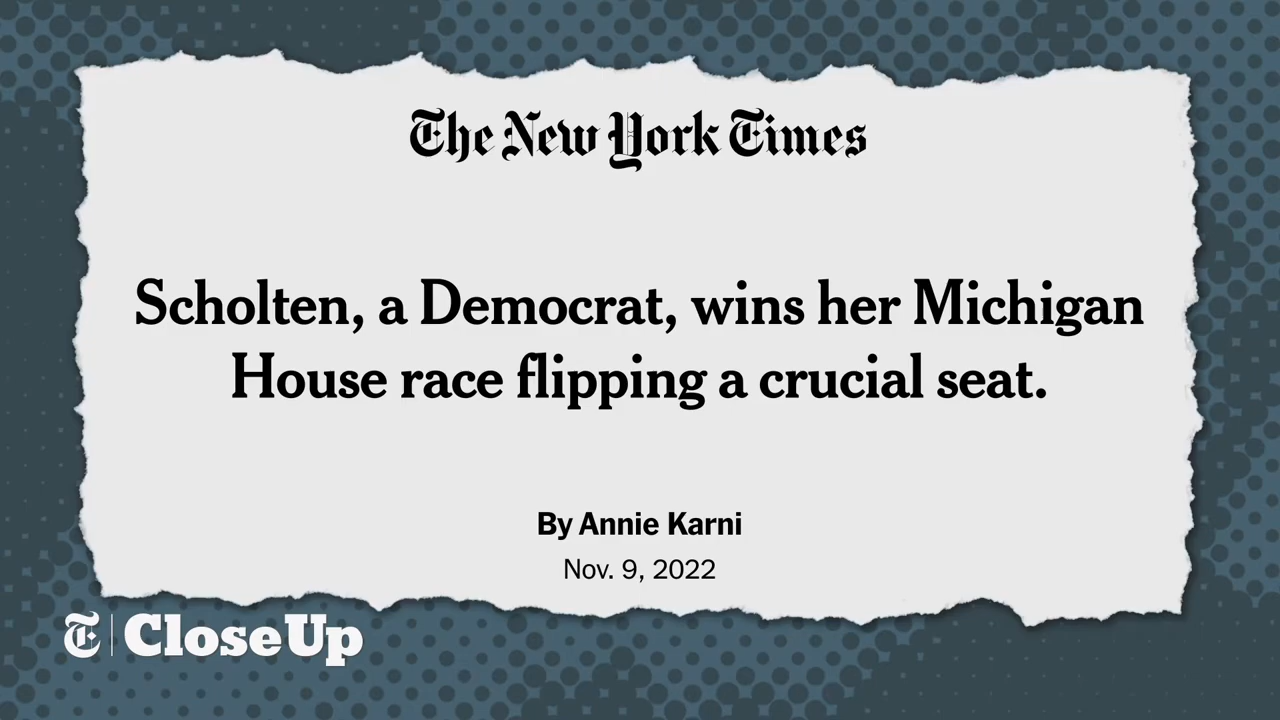 The New York Times
Scholten, a Democrat, wins her Michigan
House race flipping a crucial seat.
By Annie Karni
Nov. 9, 2022
T CloseUp